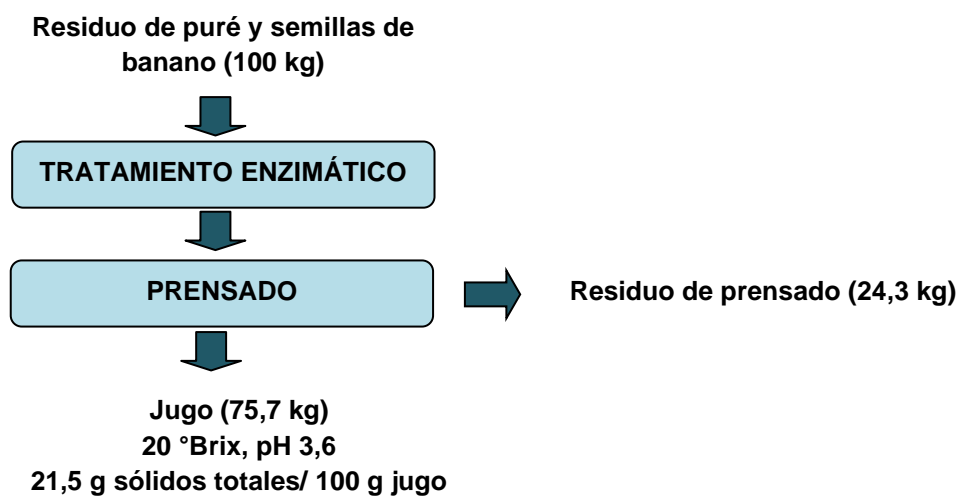 Residuo de puré y semillas de
banano (100 kg)
TRATAMIENTO ENZIMÁTICO
PRENSADO
Residuo de prensado (24,3 kg)
Jugo (75,7 kg)
20 °Brix, pH 3,6
21,5 g sólidos totales/ 100 g jugo